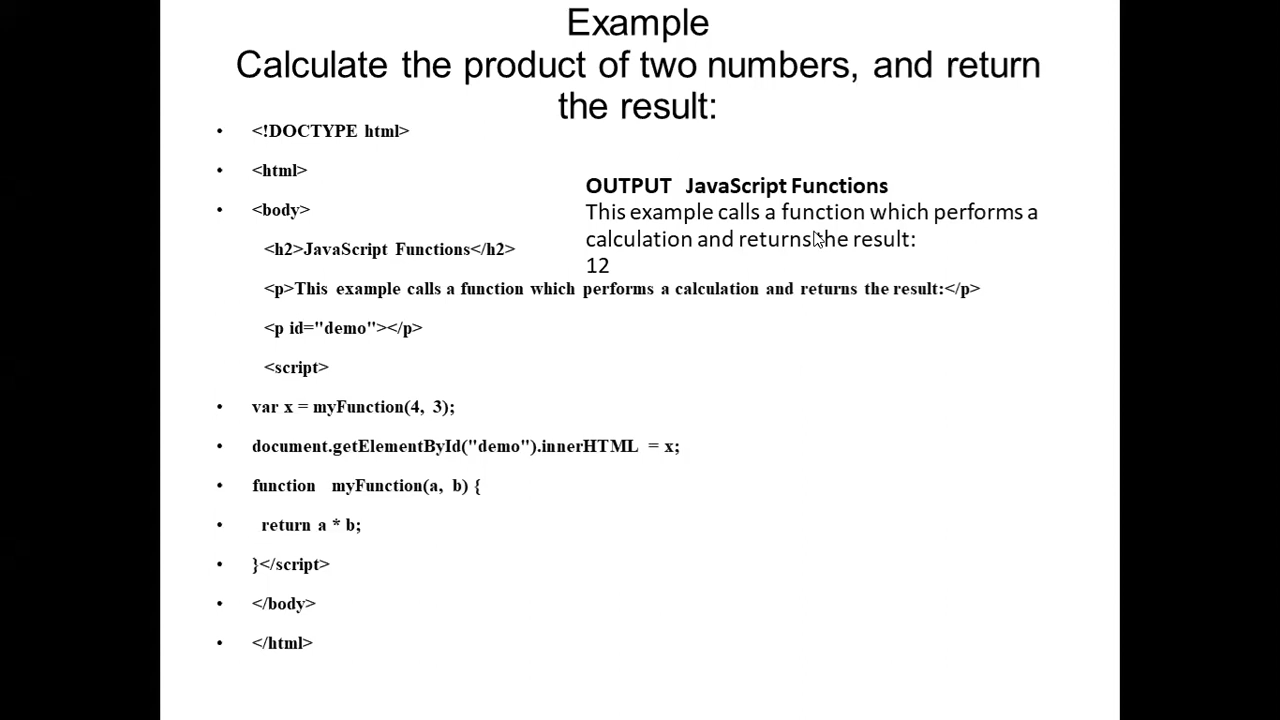 Example
Calculate the product of two numbers, and return
the result:
• <!DOCTYPE html>
• <html>
• <body>
<h2>JavaScript Functions</h2>
OUTPUT JavaScript Functions
This example calls a function which performs a
calculation and returns the result:
12
<p>This example calls a function which performs a calculation and returns the result:</p>
<p id="demo"></p>
<script>
• var x = myFunction(4, 3);
• document.getElementById("demo").innerHTML = x;
• function myFunction(a, b) {
• return a * b;
• }</script>
• </body>
• </html>